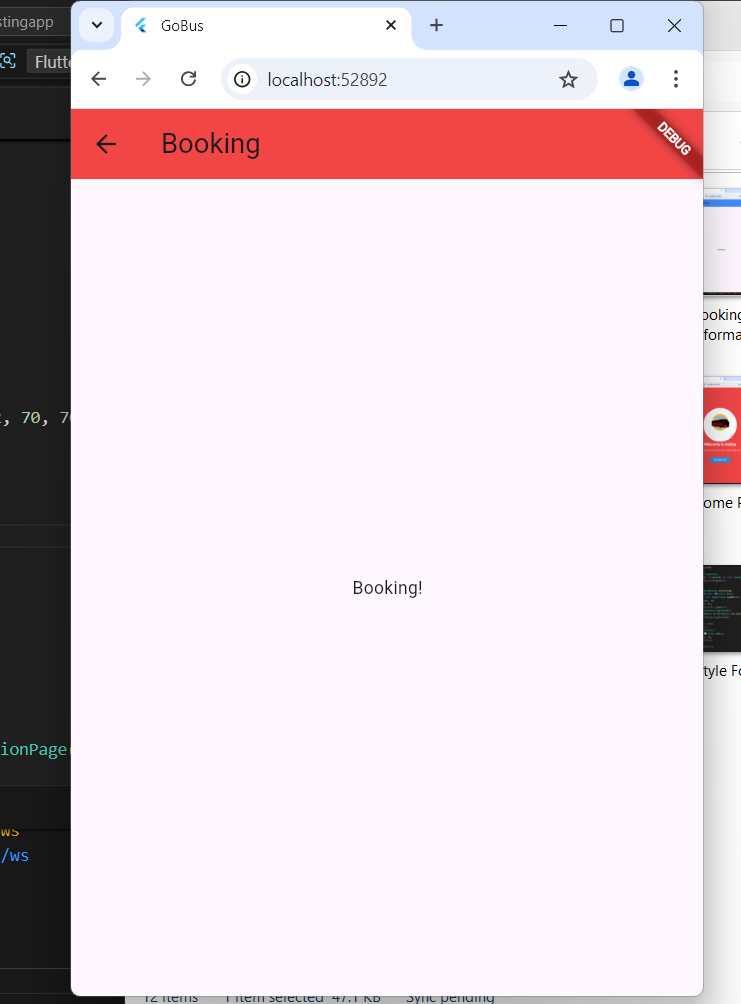 stingapp
Flutte
GoBus
localhost:52892
Booking
DEBUG
Booking!
, 70, 70
ionPage(
ws
/ws
ooking
forma
ome P
tyle Fo
12 items 1 item selected 47.1 KB Sync pending